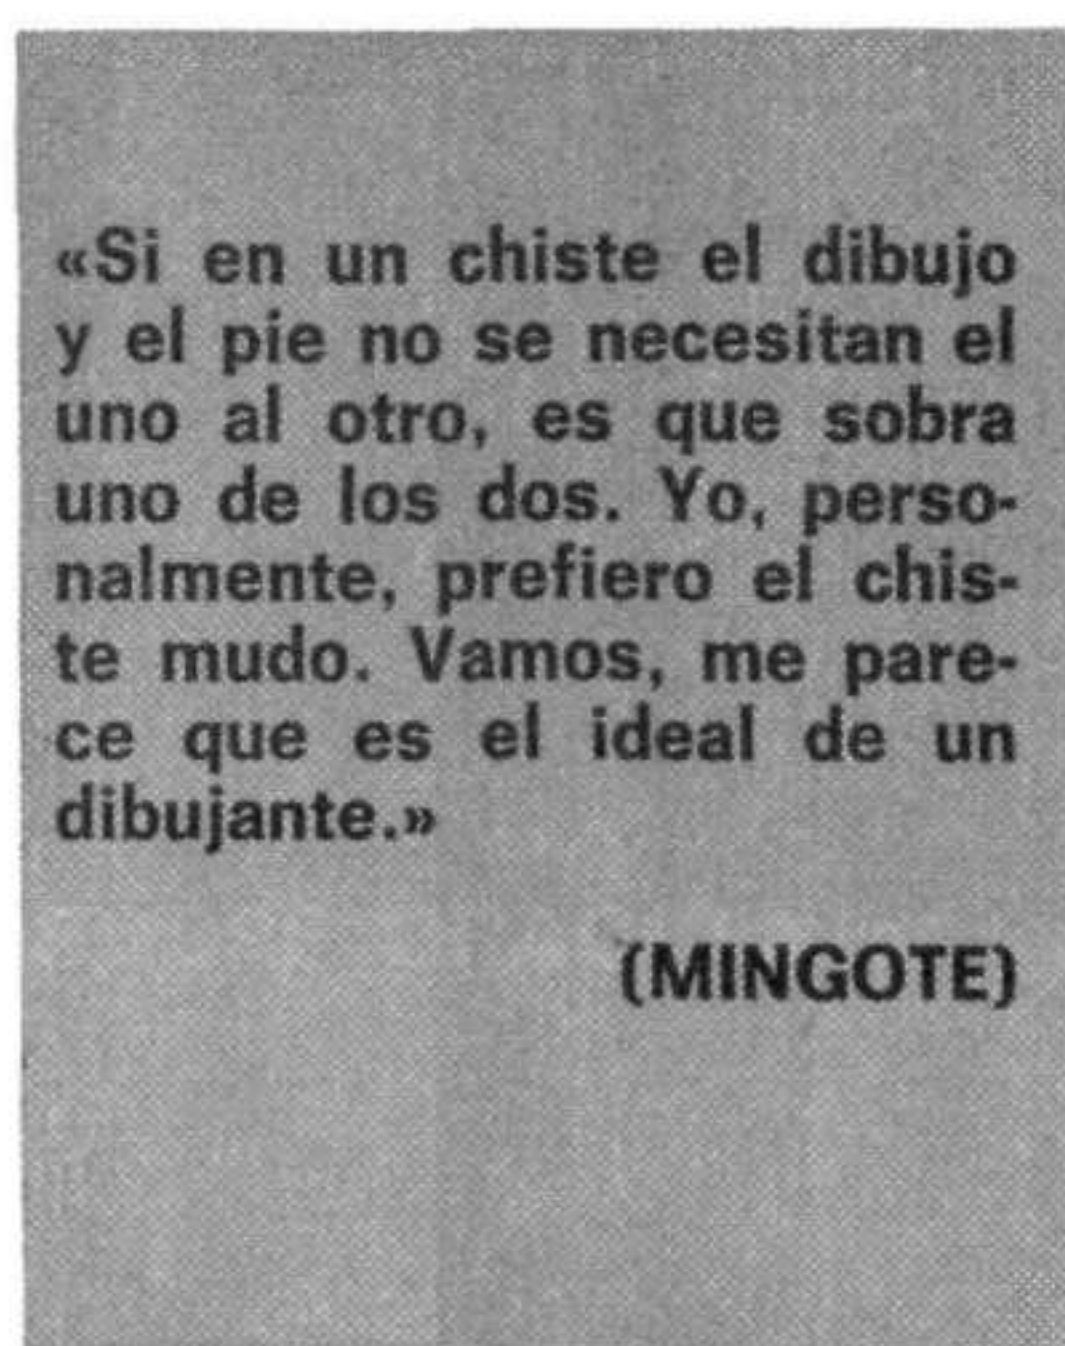 «Si en un chiste el dibujo
y el pie no se necesitan el
uno al otro, es que sobra
uno de los dos. Yo, perso-
nalmente, prefiero el chis-
te mudo. Vamos, me pare-
ce que es el ideal de un
dibujante.»
(MINGOTE)